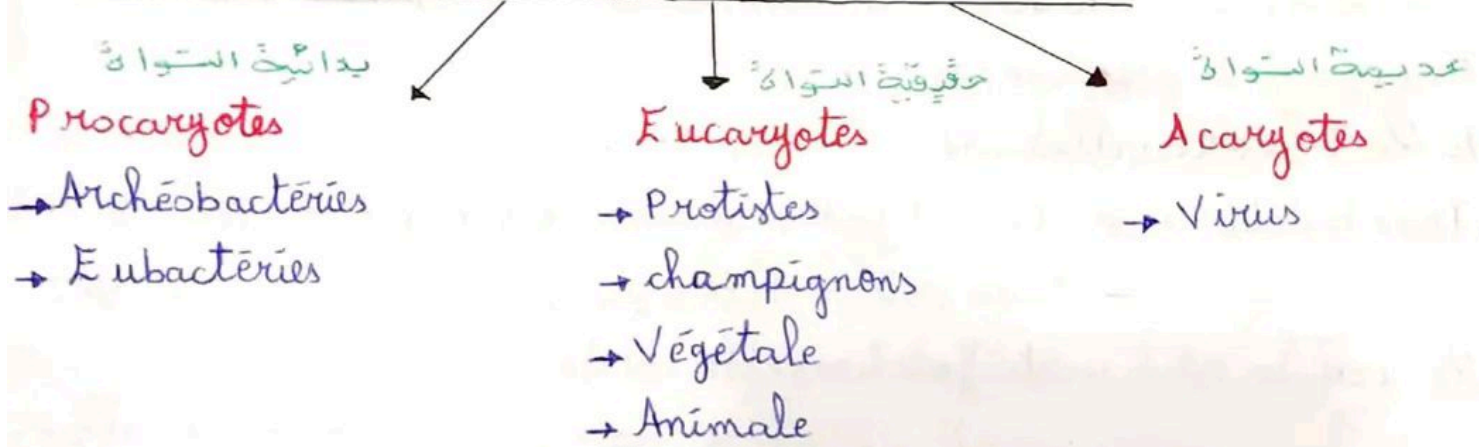 بدائية النواة
Procaryotes
→ Archéobactéries
→ Eubactéries
حقيقية النواة
Eucaryotes
→ Protistes
→ champignons
→ Végétale
→ Animale
عديمة النواة
Acaryotes
→ Virus